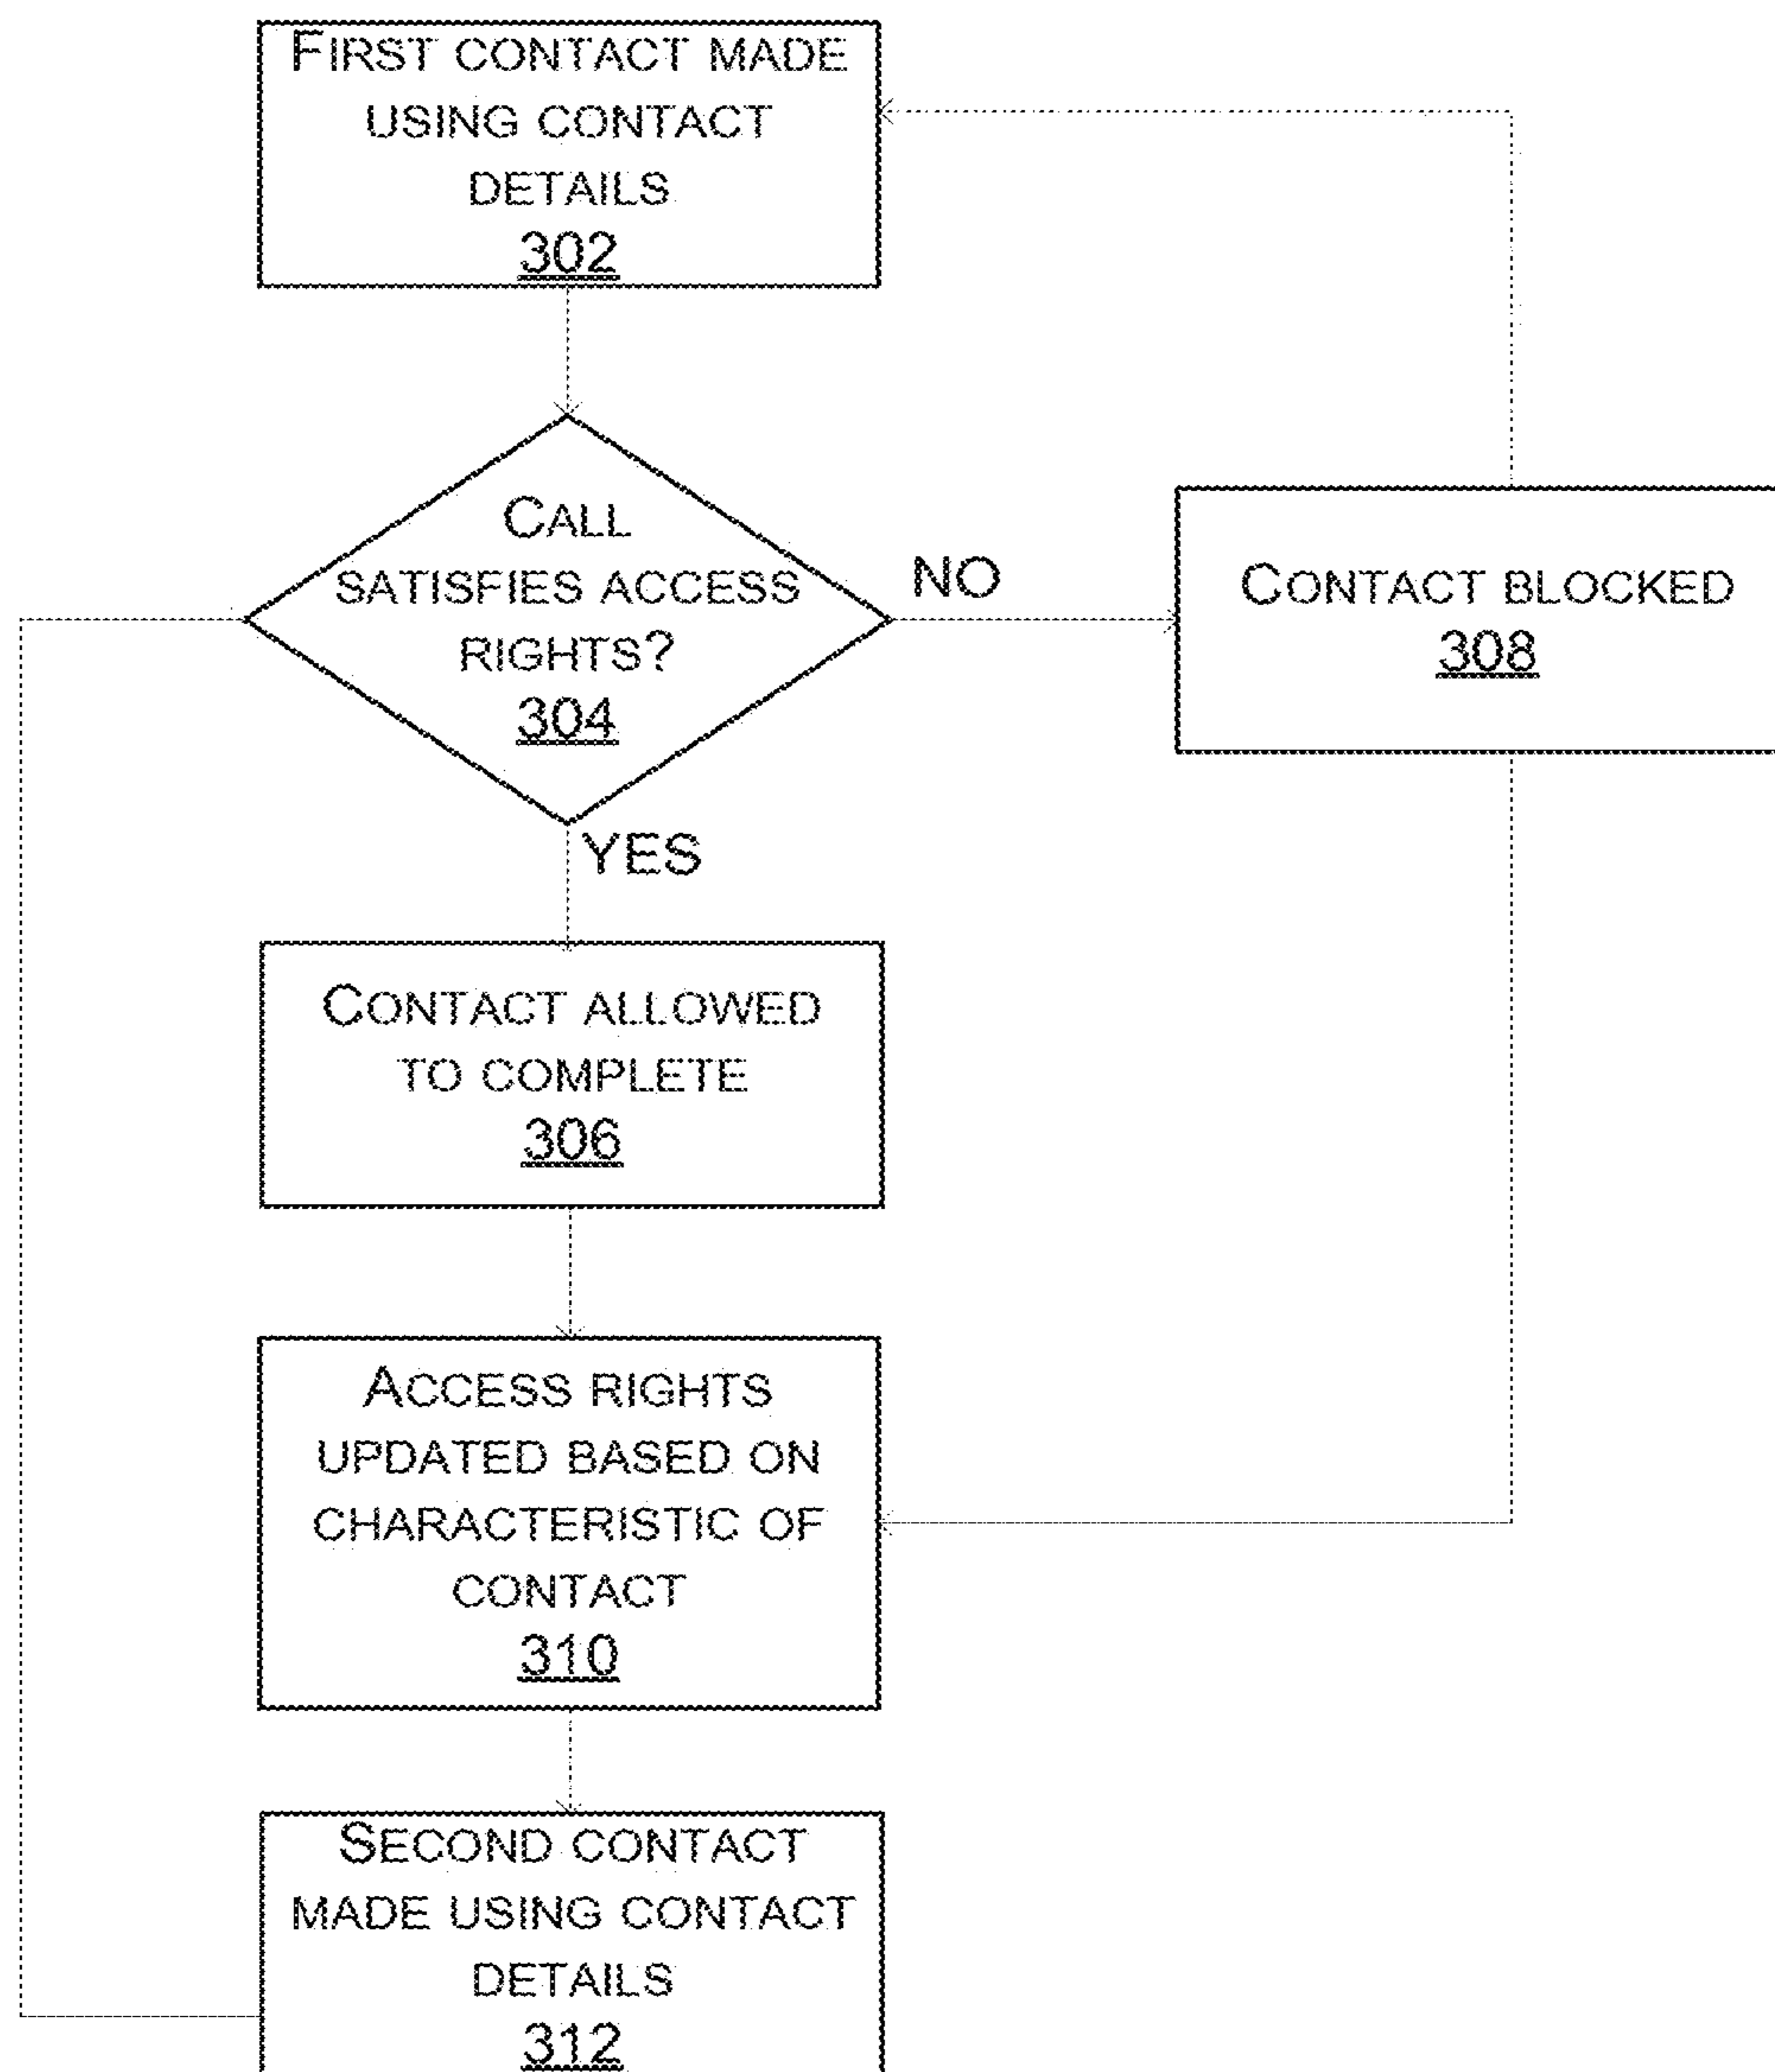 FIRST CONTACT MADE
USING CONTACT
DETAILS
302
CALL
SATISFIES ACCESS
RIGHTS?
304
NO
CONTACT BLOCKED
308
YES
CONTACT ALLOWED
TO COMPLETE
306
ACCESS RIGHTS
UPDATED BASED ON
CHARACTERISTIC OF
CONTACT
310
SECOND CONTACT
MADE USING CONTACT
DETAILS
312